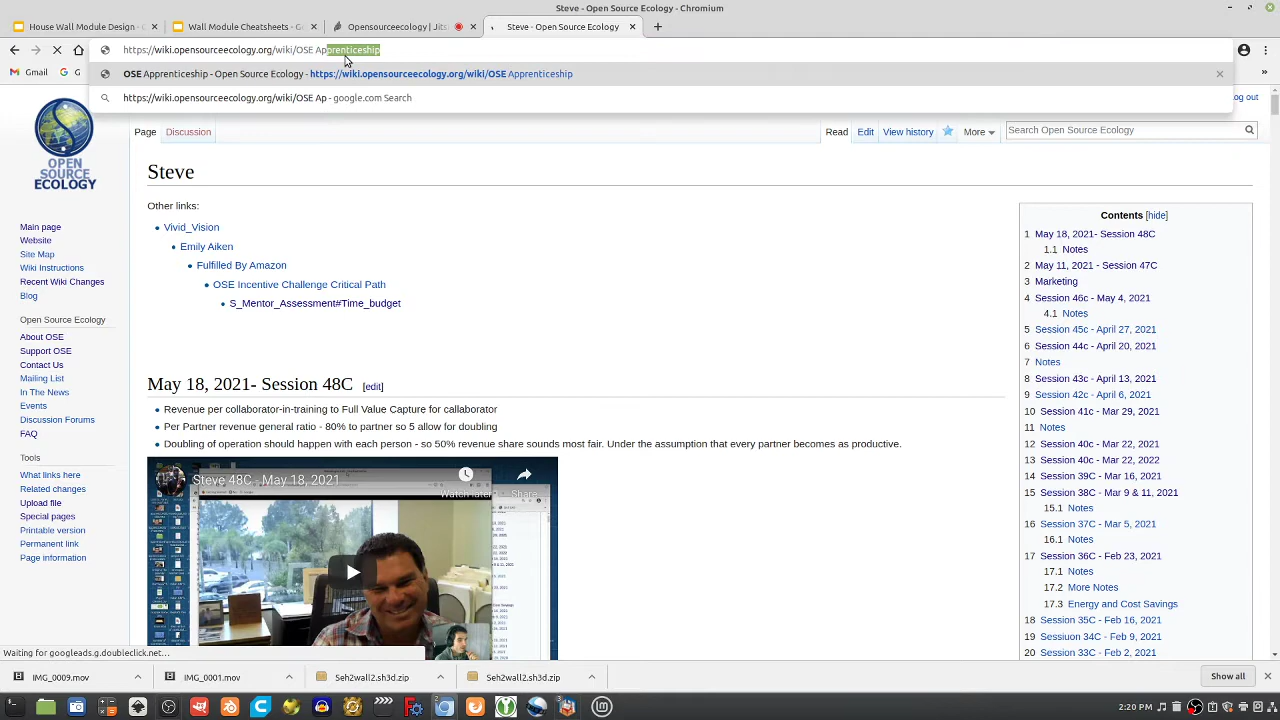 Steve - Open Source Ecology - Chromium
House Wall Module Design -
Wall Module Cheatsheets - G
Opensourceecology | Jits
Steve - Open Source Ecology
https://wiki.opensourceecology.org/wiki/OSE Apprenticeship
Gmail
G
»
OSE Apprenticeship - Open Source Ecology - https://wiki.opensourceecology.org/wiki/OSE Apprenticeship
https://wiki.opensourceecology.org/wiki/OSE Ap - google.com Search
og out
OPEN
SOURCE
ECOLOGY
Page
Discussion
Read
Edit
View history
More
Search Open Source Ecology
Steve
Other links:
Vivid_Vision
Emily Aiken
Fulfilled By Amazon
OSE Incentive Challenge Critical Path
S_Mentor_Assessment#Time_budget
May 18, 2021- Session 48C [edit]
Revenue per collaborator-in-training to Full Value Capture for collaborator
Per Partner revenue general ratio - 80% to partner so 5 allow for doubling
Doubling of operation should happen with each person - so 50% revenue share sounds most fair. Under the assumption that every partner becomes as productive.
Steve 48C - May 18, 2021
Watch later
Share
Main page
Website
Site Map
Wiki Instructions
Recent Wiki Changes
Blog
Open Source Ecology
About OSE
Support OSE
Contact Us
Mailing List
In The News
Events
Discussion Forums
FAQ
Tools
What links here
Related changes
Upload file
Special pages
Printable version
Permanent link
Page information
Contents [hide]
1 May 18, 2021- Session 48C
1.1 Notes
2 May 11, 2021 - Session 47C
3 Marketing
4 Session 46c - May 4, 2021
4.1 Notes
5 Session 45c - April 27, 2021
6 Session 44c - April 20, 2021
7 Notes
8 Session 43c - April 13, 2021
9 Session 42c - April 6, 2021
10 Session 41c - Mar 29, 2021
11 Notes
12 Session 40c - Mar 22, 2021
13 Session 40c - Mar 22, 2022
14 Session 39C - Mar 16, 2021
15 Session 38C - Mar 9 & 11, 2021
15.1 Notes
16 Session 37C - Mar 5, 2021
16.1 Notes
17 Session 36C - Feb 23, 2021
17.1 Notes
17.2 More Notes
17.3 Energy and Cost Savings
18 Session 35C - Feb 16, 2021
19 Sessiuon 34C - Feb 9, 2021
20 Session 33C - Feb 2, 2021
Waiting for googleads.g.doubleclick.net...
IMG_0009.mov
IMG_0001.mov
Seh2wall2.sh3d.zip
Seh2wall.sh3d.zip
Show all
2:20 PM